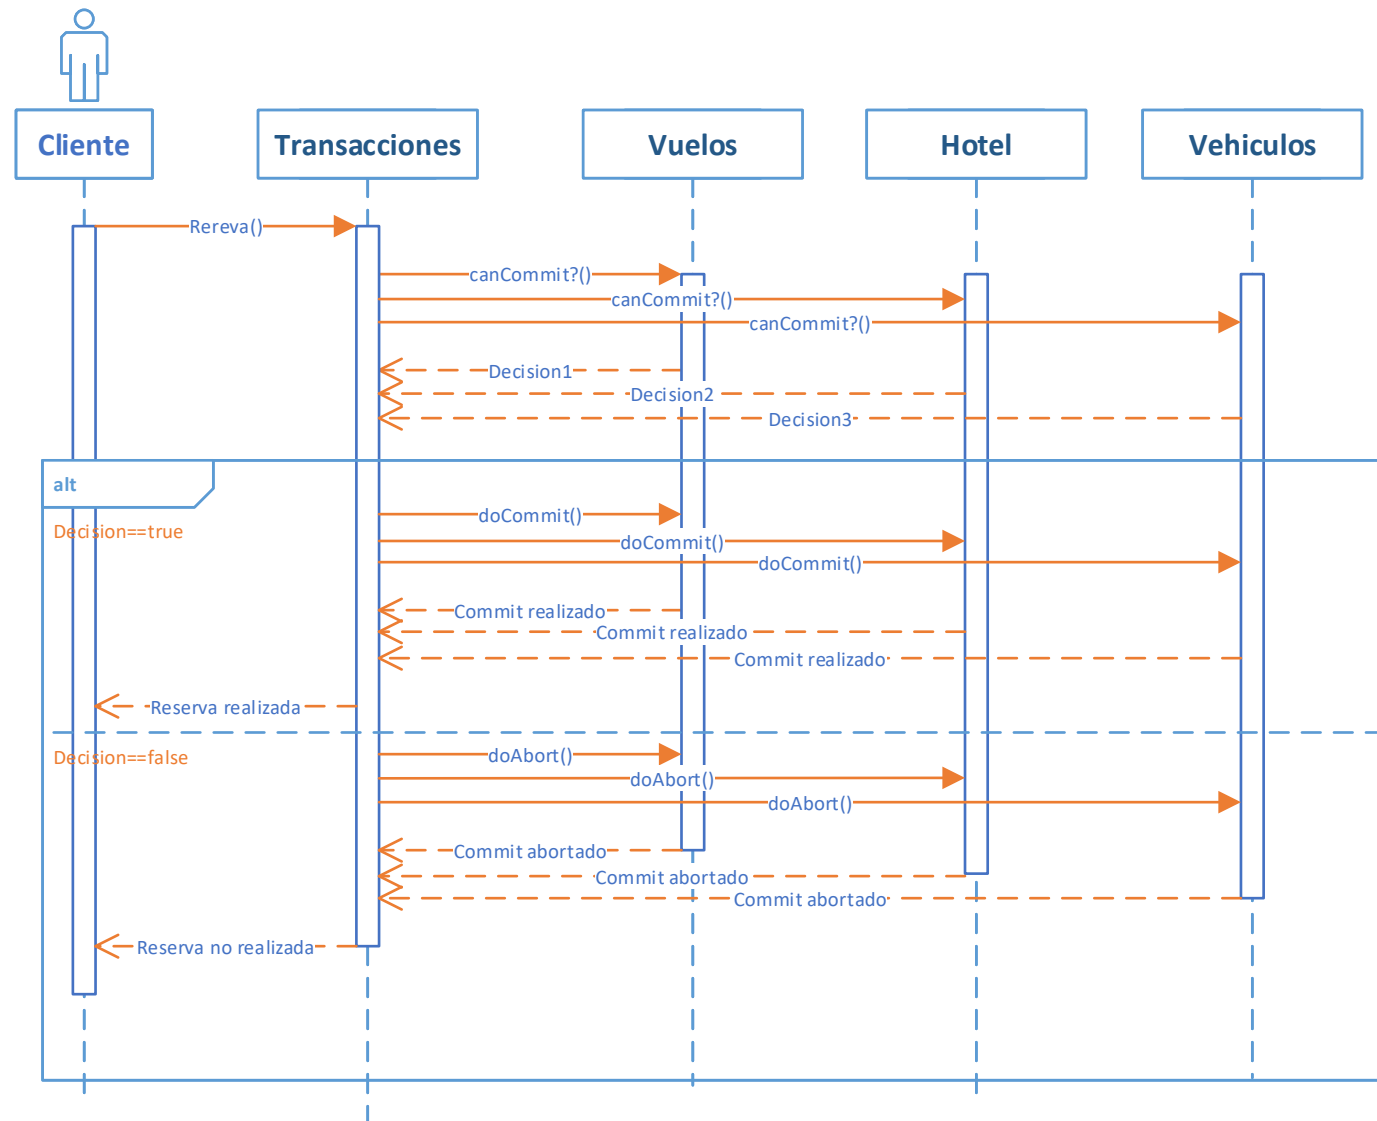 Cliente
Transacciones
Vuelos
Hotel
Vehiculos
Rereva()
canCommit?()
canCommit?()
canCommit?()
Decision1
Decision2
Decision3
alt
Decision==true
doCommit()
doCommit()
doCommit()
Commit realizado
Commit realizado
Commit realizado
Reserva realizada
Decision==false
doAbort()
doAbort()
doAbort()
Commit abortado
Commit abortado
Commit abortado
Reserva no realizada